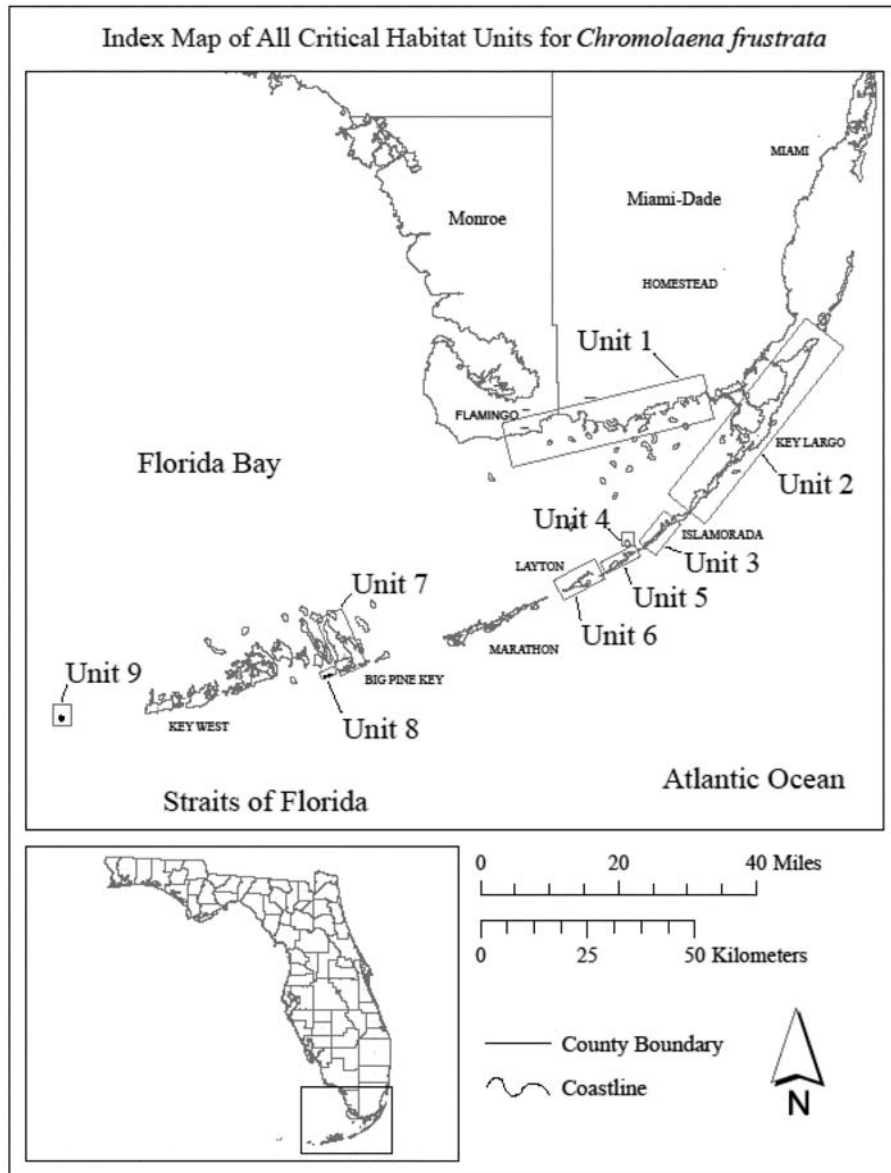 Index Map of All Critical Habitat Units for Chromolaena frustrata
MIAMI
Monroe
Miami-Dade
HOMESTEAD
Unit 1
FLAMINGO
KEY LARGO
Florida Bay
Unit 2
Unit 4
ISLAMORADA
Unit 3
LAYTON
Unit 5
Unit 7
Unit 6
MARATHON
Unit 9
BIG PINE KEY
KEY WEST
Unit 8
Atlantic Ocean
Straits of Florida
0 20 40 Miles
0 25 50 Kilometers
County Boundary
Coastline
N